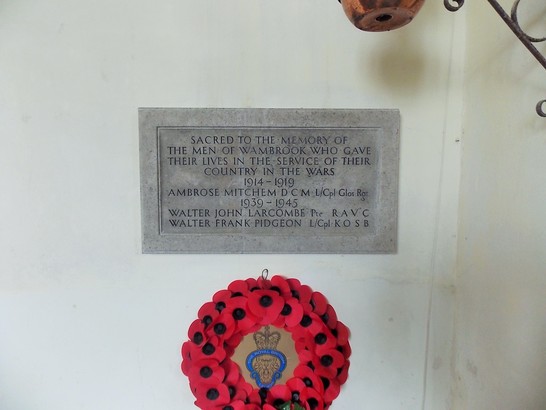 SACRED TO THE MEMORY OF
THE MEN OF WAMBROOK WHO GAVE
THEIR LIVES IN THE SERVICE OF THEIR
COUNTRY IN THE WARS
1914-1919
AMBROSE MITCHEM D C M L/Cpl Glos Rgt
1939-1945
WALTER JOHN LARCOMBE Pte R A V C
WALTER FRANK PIDGEON L/Cpl K O S B